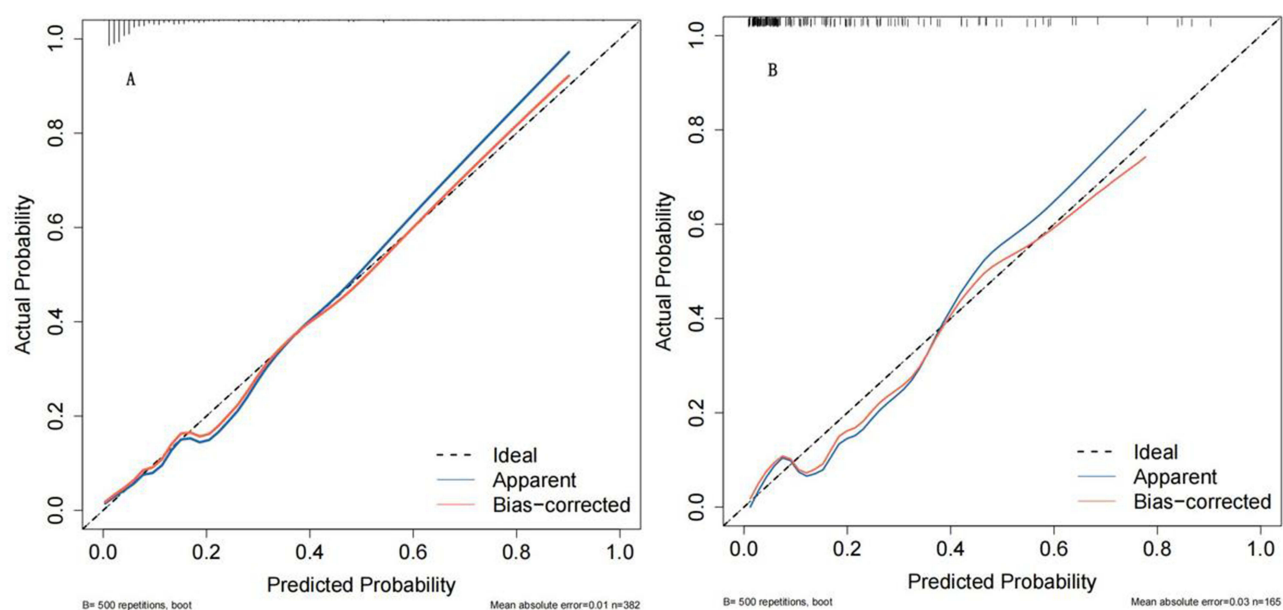 A
1.0
0.8
0.6
0.4
0.2
0.0
Actual Probability
Ideal
Apparent
Bias-corrected
0.0 0.2 0.4 0.6 0.8 1.0
Predicted Probability
B= 500 repetitions, boot
Mean absolute error=0.01 n=382
B
1.0
0.8
0.6
0.4
0.2
0.0
Actual Probability
Ideal
Apparent
Bias-corrected
0.0 0.2 0.4 0.6 0.8 1.0
Predicted Probability
B= 500 repetitions, boot
Mean absolute error=0.03 n=165